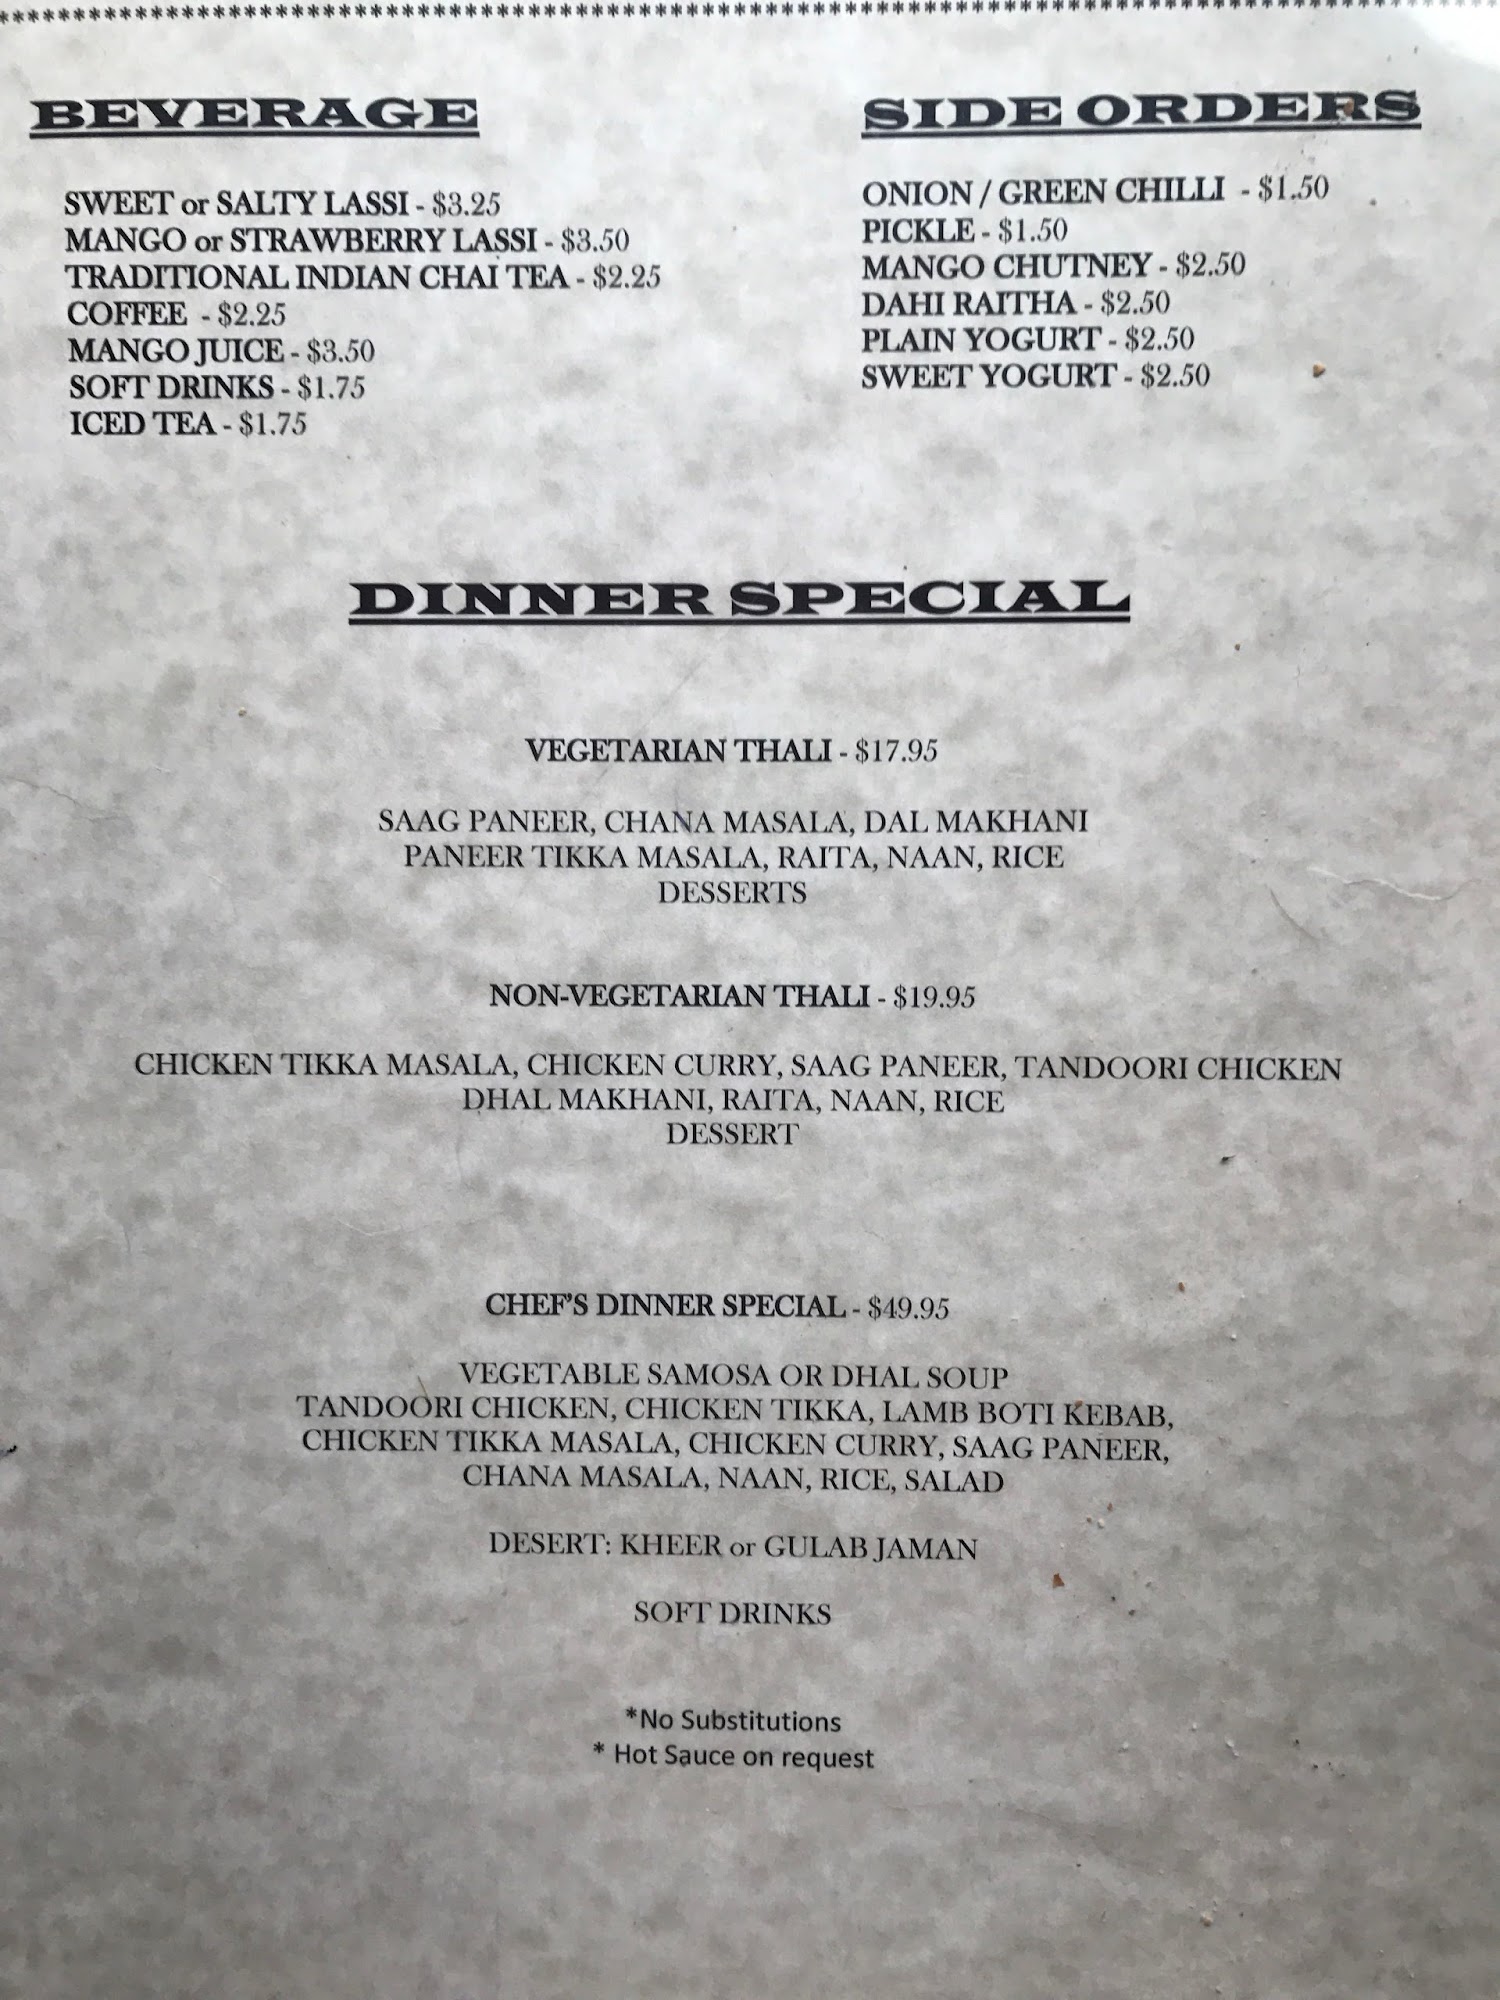 BEVERAGE
SWEET or SALTY LASSI - $3.25
MANGO or STRAWBERRY LASSI - $3.50
TRADITIONAL INDIAN CHAI TEA - $2.25
COFFEE - $2.25
MANGO JUICE - $3.50
SOFT DRINKS - $1.75
ICED TEA - $1.75
SIDE ORDERS
ONION / GREEN CHILLI - $1.50
PICKLE - $1.50
MANGO CHUTNEY - $2.50
DAHI RAITHA - $2.50
PLAIN YOGURT - $2.50
SWEET YOGURT - $2.50
DINNER SPECIAL
VEGETARIAN THALI - $17.95
SAAG PANEER, CHANA MASALA, DAL MAKHANI
PANEER TIKKA MASALA, RAITA, NAAN, RICE
DESSERTS
NON-VEGETARIAN THALI - $19.95
CHICKEN TIKKA MASALA, CHICKEN CURRY, SAAG PANEER, TANDOORI CHICKEN
DHAL MAKHANI, RAITA, NAAN, RICE
DESSERT
CHEF'S DINNER SPECIAL - $49.95
VEGETABLE SAMOSA OR DHAL SOUP
TANDOORI CHICKEN, CHICKEN TIKKA, LAMB BOTI KEBAB,
CHICKEN TIKKA MASALA, CHICKEN CURRY, SAAG PANEER,
CHANA MASALA, NAAN, RICE, SALAD
DESERT: KHEER or GULAB JAMAN
SOFT DRINKS
*No Substitutions
* Hot Sauce on request